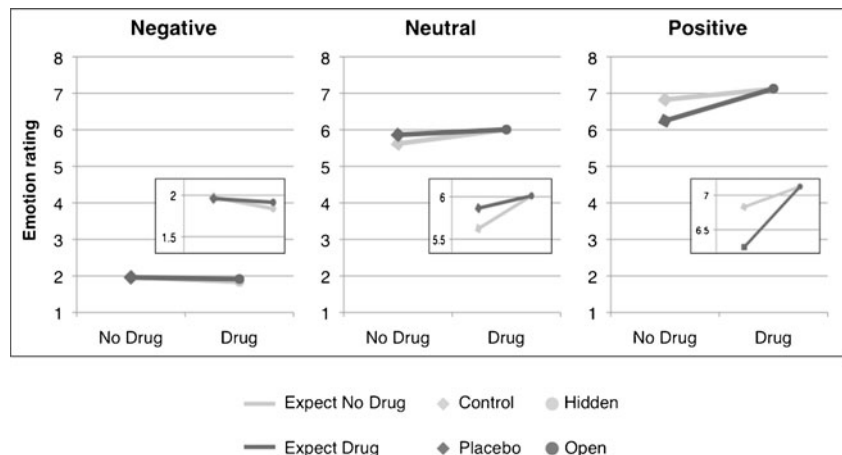 Negative
Neutral
Positive
Emotion rating
8
7
6
5
4
3
2
1
2
1.5
No Drug
Drug
8
7
6
5
4
3
2
1
6
5.5
No Drug
Drug
8
7
6
5
4
3
2
1
7
6.5
No Drug
Drug
Expect No Drug
Control
Hidden
Expect Drug
Placebo
Open